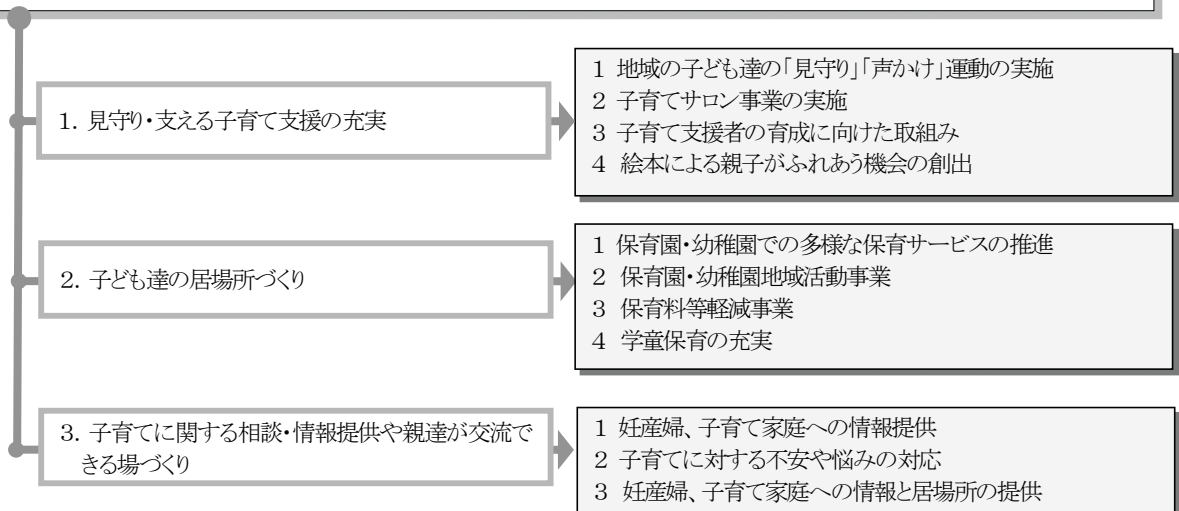 1．見守り・支える子育て支援の充実
1 地域の子ども達の「見守り」「声かけ」運動の実施
2 子育てサロン事業の実施
3 子育て支援者の育成に向けた取組み
4 絵本による親子がふれあう機会の創出
2．子ども達の居場所づくり
1 保育園・幼稚園での多様な保育サービスの推進
2 保育園・幼稚園地域活動事業
3 保育料等軽減事業
4 学童保育の充実
3．子育てに関する相談・情報提供や親達が交流で
きる場づくり
1 妊産婦、子育て家庭への情報提供
2 子育てに対する不安や悩みの対応
3 妊産婦、子育て家庭への情報と居場所の提供